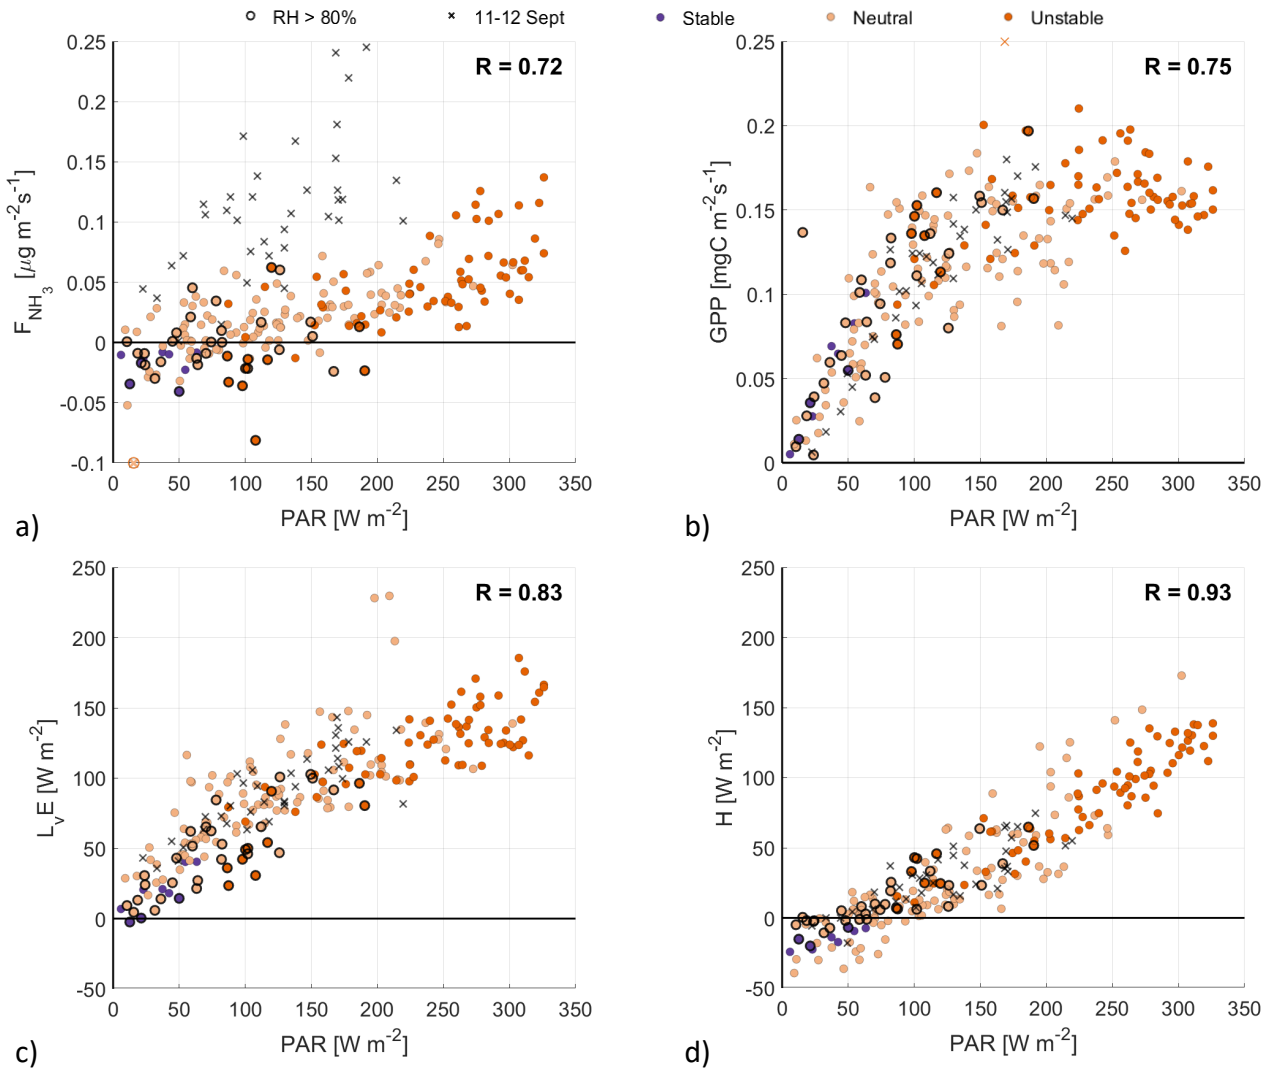 RH > 80% 11-12 Sept Stable Neutral Unstable
0.25
0.2
0.15
0.1
0.05
0
-0.05
-0.1
F_NH3 [μg m^-2 s^-1]
R = 0.72
0 50 100 150 200 250 300 350
PAR [W m^-2]
a)
0.25
0.2
0.15
0.1
0.05
0
GPP [mgC m^-2 s^-1]
R = 0.75
0 50 100 150 200 250 300 350
PAR [W m^-2]
b)
250
200
150
100
50
0
-50
L_vE [W m^-2]
R = 0.83
0 50 100 150 200 250 300 350
PAR [W m^-2]
c)
250
200
150
100
50
0
-50
H [W m^-2]
R = 0.93
0 50 100 150 200 250 300 350
PAR [W m^-2]
d)